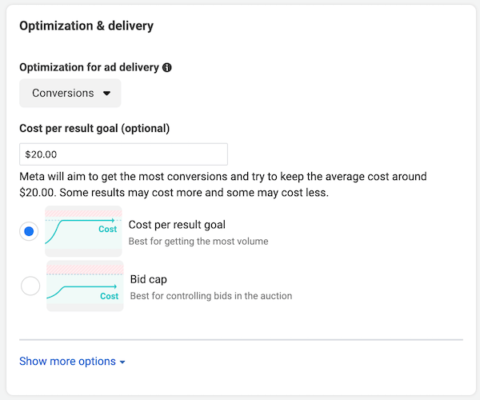 Optimization & delivery
Optimization for ad delivery
Conversions
Cost per result goal (optional)
$20.00
Meta will aim to get the most conversions and try to keep the average cost around
$20.00. Some results may cost more and some may cost less.
Cost
Cost per result goal
Best for getting the most volume
Cost
Bid cap
Best for controlling bids in the auction
Show more options